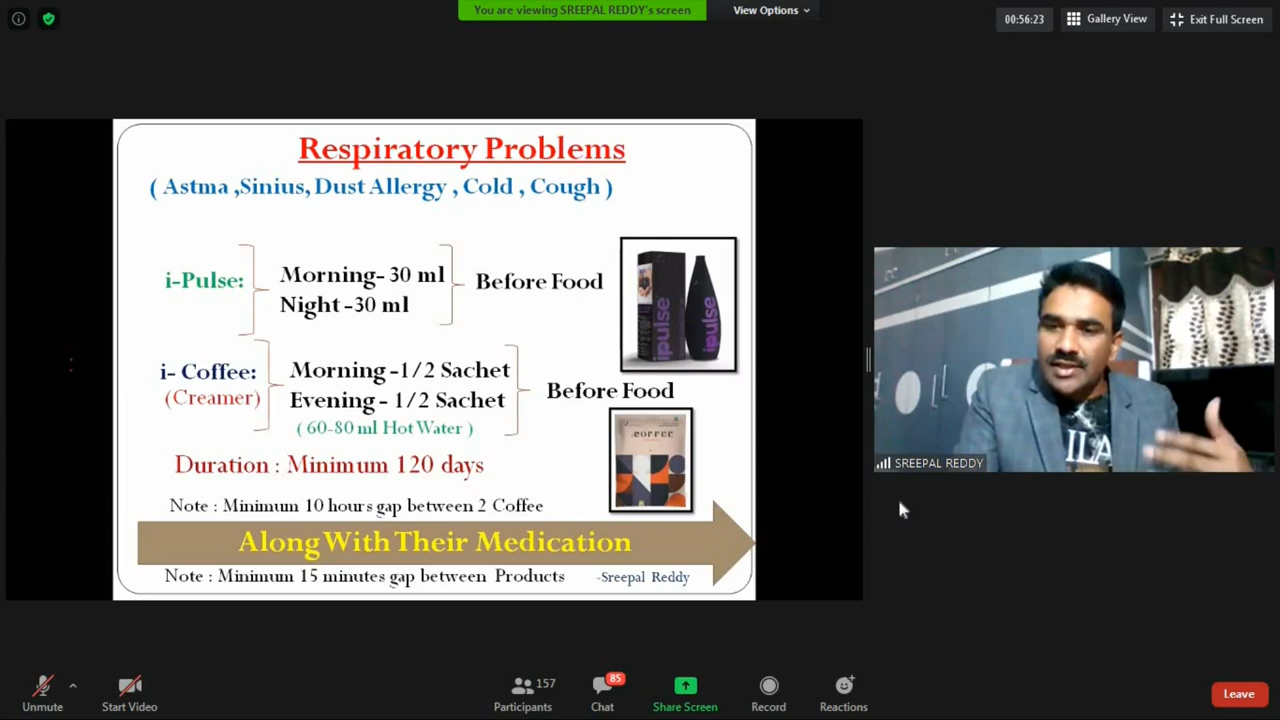 You are viewing SREEPAL REDDY's screen
View Options
00:56:23
Gallery View
Exit Full Screen
Respiratory Problems
( Astma ,Sinius, Dust Allergy , Cold , Cough )
i-Pulse:
Morning- 30 ml
Night -30 ml
Before Food
ipulse
ipulse
i- Coffee:
(Creamer)
Morning -1/2 Sachet
Evening - 1/2 Sachet
( 60-80 ml Hot Water )
Before Food
Duration : Minimum 120 days
Note : Minimum 10 hours gap between 2 Coffee
Along With Their Medication
Note : Minimum 15 minutes gap between Products
-Sreepal Reddy
SREEPAL REDDY
Unmute
Start Video
157
Participants
85
Chat
Share Screen
Record
Reactions
Leave